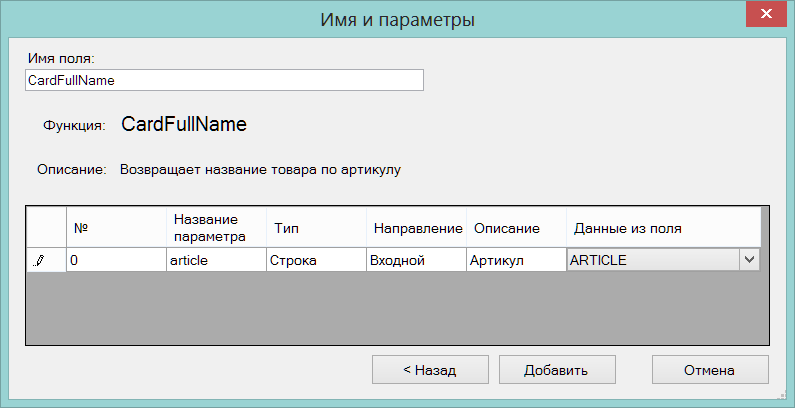 Имя и параметры
Имя поля:
CardFullName
Функция: CardFullName
Описание: Возвращает название товара по артикулу
№ Название параметра Тип Направление Описание Данные из поля
0 article Строка Входной Артикул ARTICLE
< Назад Добавить Отмена